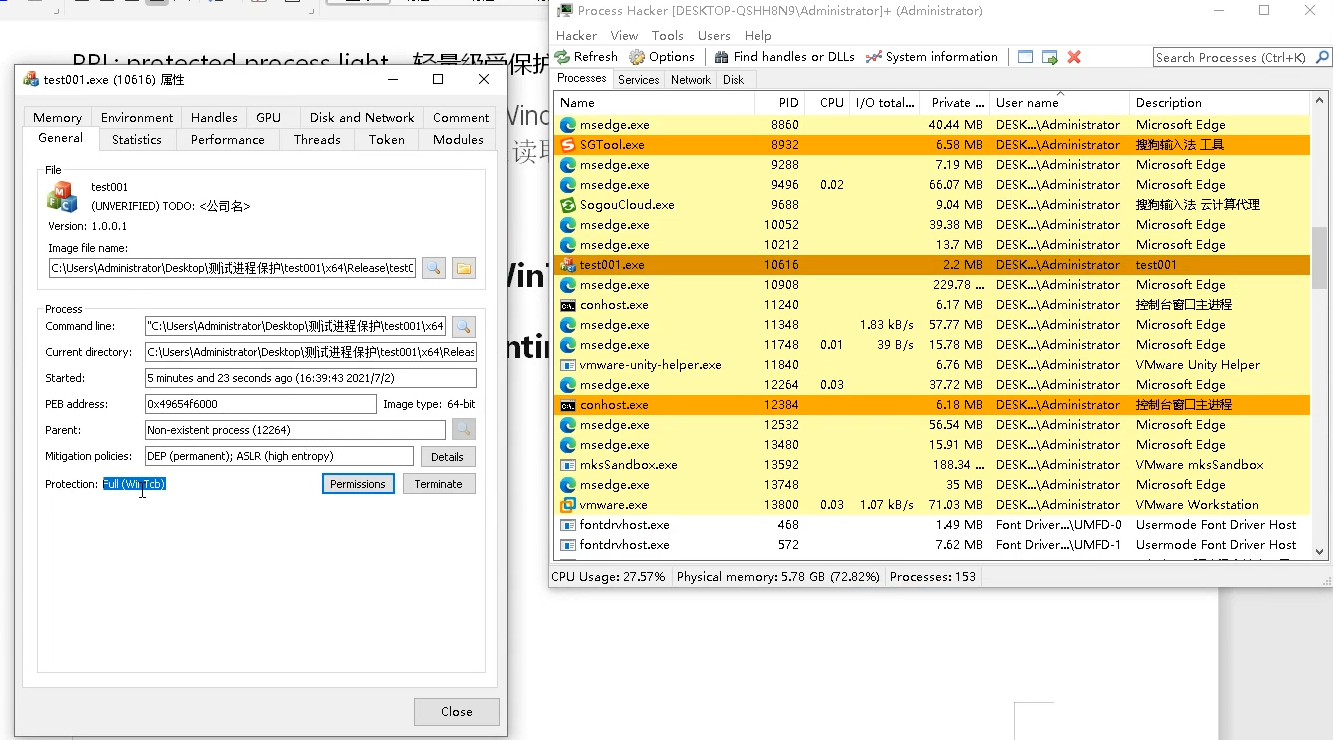 PPL: protected process light 轻量级受保护
test001.exe (10616) 属性
Memory Environment Handles GPU Disk and Network Comment
General Statistics Performance Threads Token Modules
File
test001
(UNVERIFIED) TODO: <公司名>
Version: 1.0.0.1
Image file name:
C:\Users\Administrator\Desktop\测试进程保护\test001\x64\Release\test0
Process
Command line: "C:\Users\Administrator\Desktop\测试进程保护\test001\x64
Current directory: C:\Users\Administrator\Desktop\测试进程保护\test001\x64\Releas
Started: 5 minutes and 23 seconds ago (16:39:43 2021/7/2)
PEB address: 0x49654f6000 Image type: 64-bit
Parent: Non-existent process (12264)
Mitigation policies: DEP (permanent); ASLR (high entropy) Details
Protection: Full (WinTcb) Permissions Terminate
Close
Process Hacker [DESKTOP-QSHH8N9\Administrator]+ (Administrator)
Hacker View Tools Users Help
Refresh Options Find handles or DLLs System information Search Processes (Ctrl+K)
Processes Services Network Disk
Name PID CPU I/O total... Private ... User name Description
msedge.exe 8860 40.44 MB DESK...\Administrator Microsoft Edge
SGTool.exe 8932 6.58 MB DESK...\Administrator 搜狗输入法 工具
msedge.exe 9288 7.19 MB DESK...\Administrator Microsoft Edge
msedge.exe 9496 0.02 66.07 MB DESK...\Administrator Microsoft Edge
SogouCloud.exe 9688 9.04 MB DESK...\Administrator 搜狗输入法 云计算代理
msedge.exe 10052 39.38 MB DESK...\Administrator Microsoft Edge
msedge.exe 10212 13.7 MB DESK...\Administrator Microsoft Edge
test001.exe 10616 2.2 MB DESK...\Administrator test001
msedge.exe 10908 229.78 ... DESK...\Administrator Microsoft Edge
conhost.exe 11240 6.17 MB DESK...\Administrator 控制台窗口主进程
msedge.exe 11348 1.83 kB/s 57.77 MB DESK...\Administrator Microsoft Edge
msedge.exe 11748 0.01 39 B/s 15.78 MB DESK...\Administrator Microsoft Edge
vmware-unity-helper.exe 11840 6.76 MB DESK...\Administrator VMware Unity Helper
msedge.exe 12264 0.03 37.72 MB DESK...\Administrator Microsoft Edge
conhost.exe 12384 6.18 MB DESK...\Administrator 控制台窗口主进程
msedge.exe 12532 56.54 MB DESK...\Administrator Microsoft Edge
msedge.exe 13480 15.91 MB DESK...\Administrator Microsoft Edge
mksSandbox.exe 13592 188.34 ... DESK...\Administrator VMware mksSandbox
msedge.exe 13748 35 MB DESK...\Administrator Microsoft Edge
vmware.exe 13800 0.03 1.07 kB/s 71.03 MB DESK...\Administrator VMware Workstation
fontdrvhost.exe 468 1.49 MB Font Driver...\UMFD-0 Usermode Font Driver Host
fontdrvhost.exe 572 7.62 MB Font Driver...\UMFD-1 Usermode Font Driver Host
CPU Usage: 27.57% Physical memory: 5.78 GB (72.82%) Processes: 153